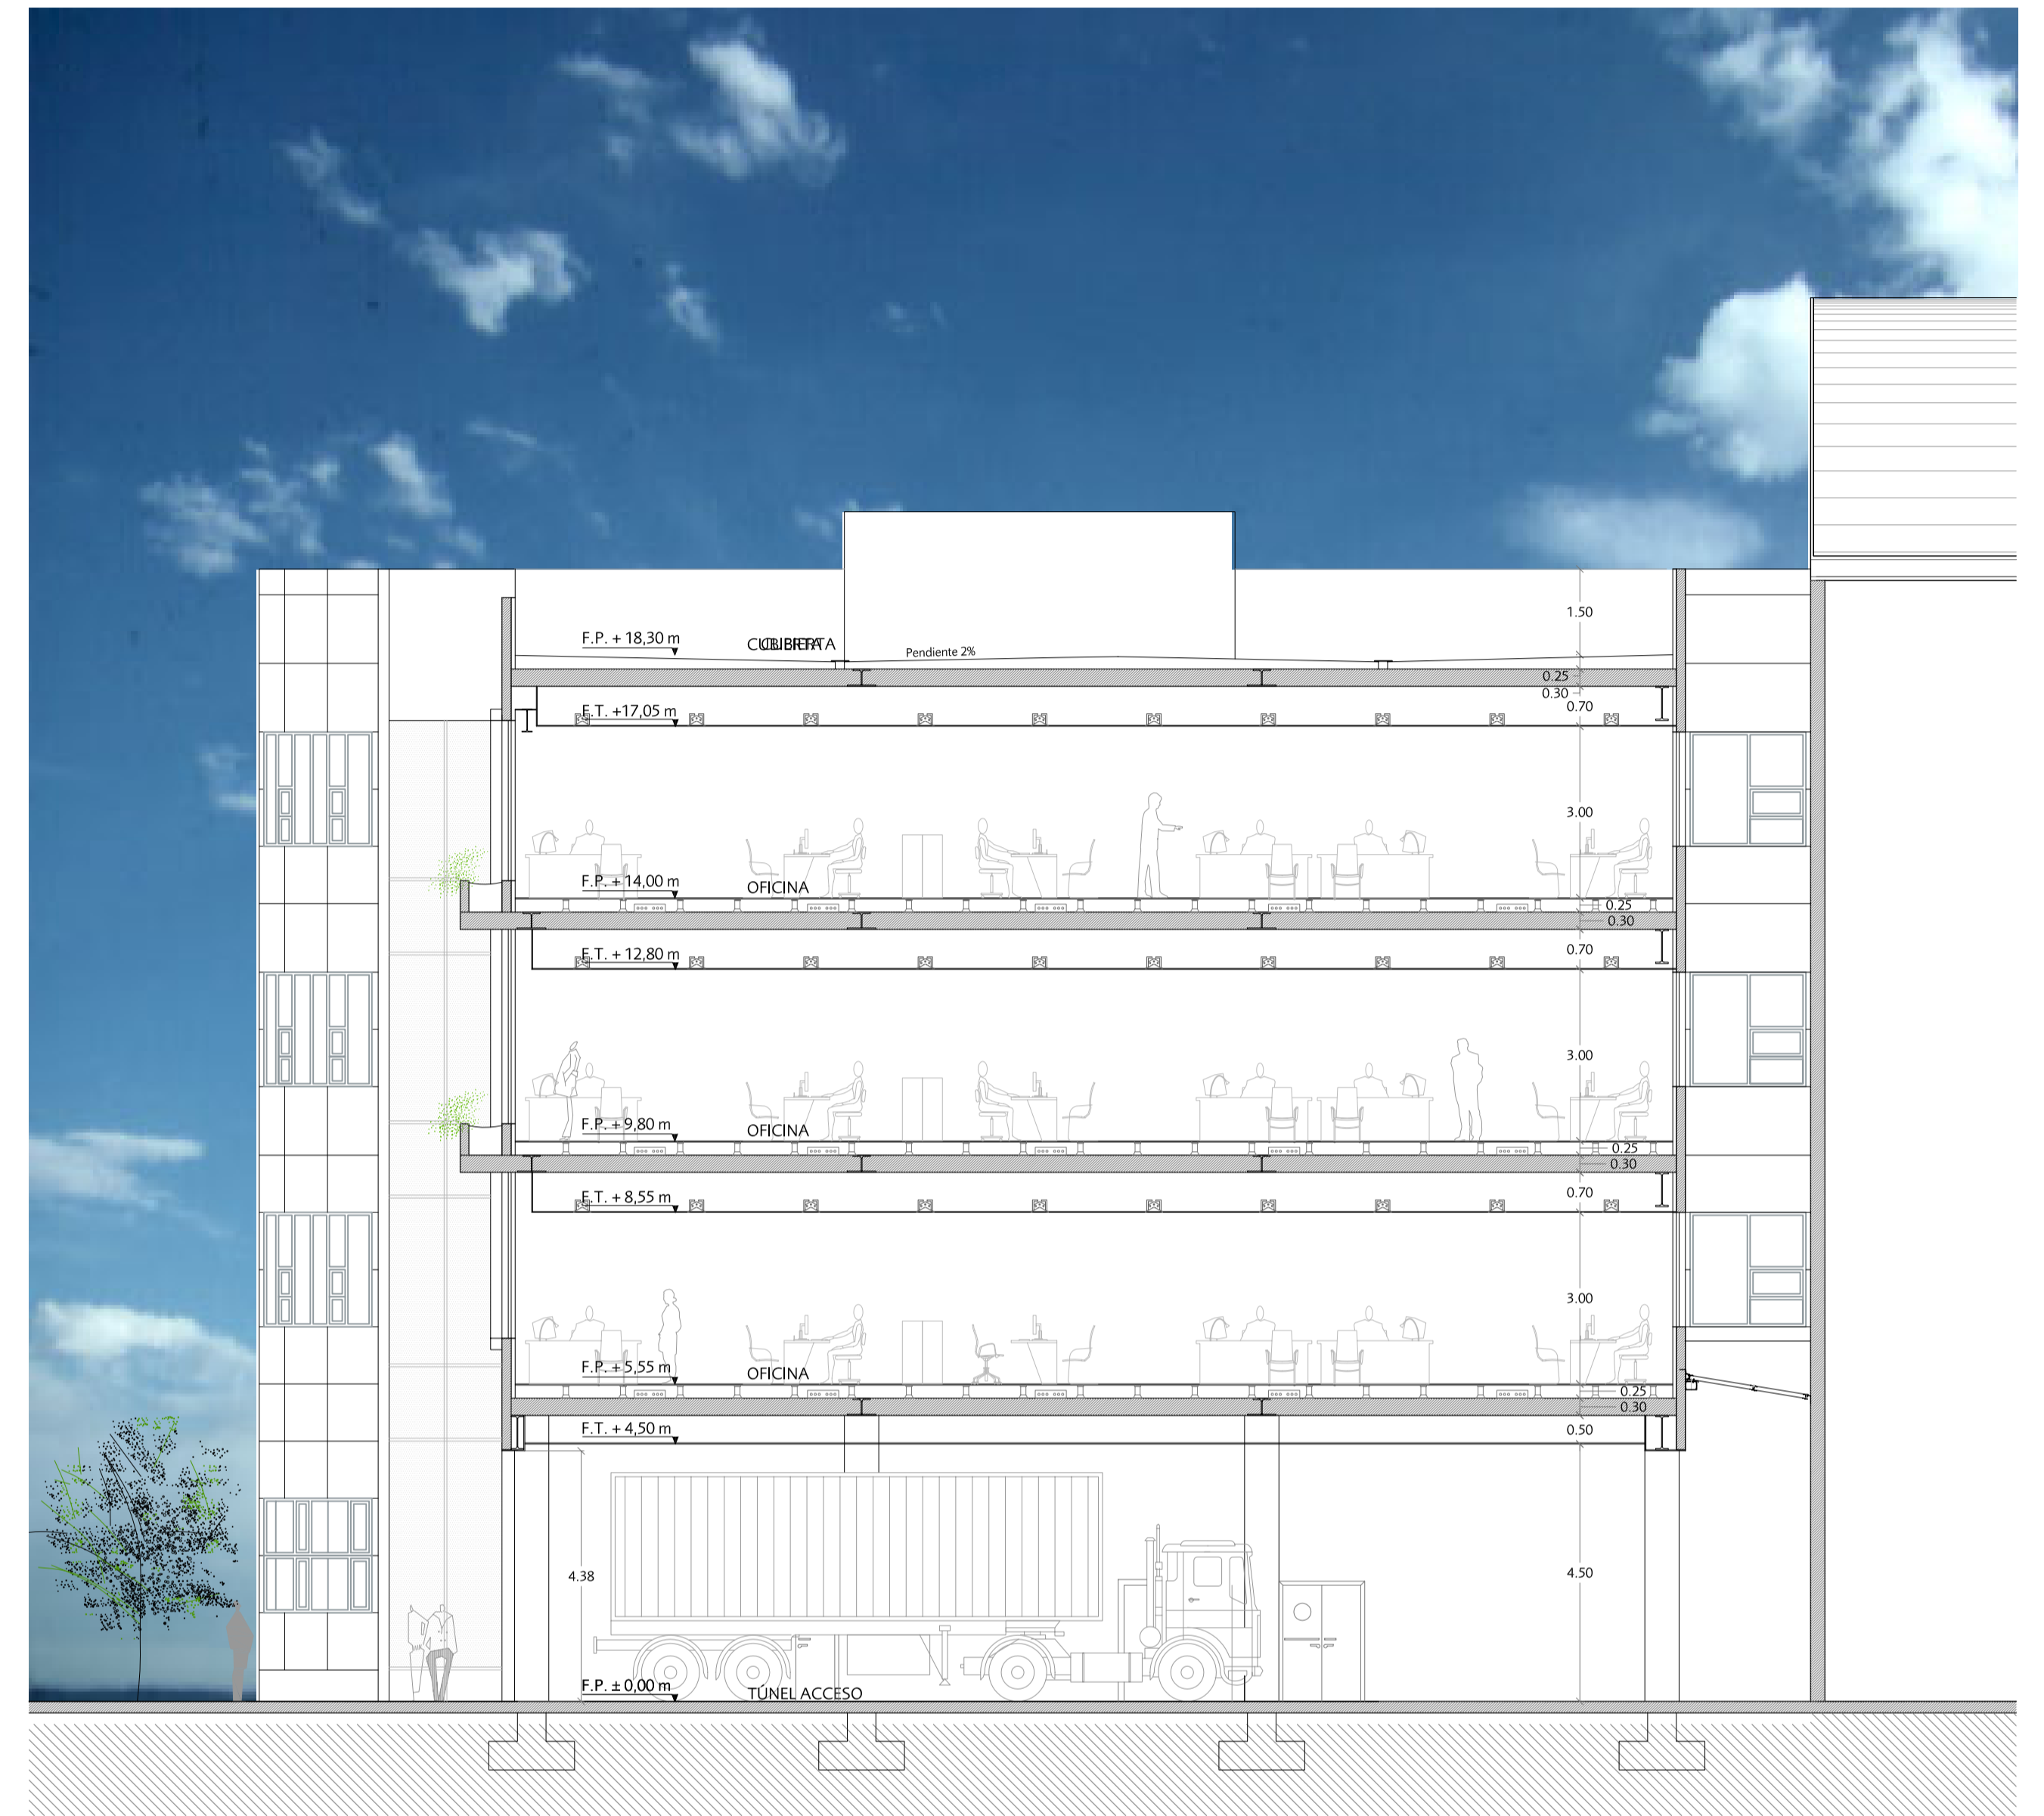 1.50
F.P. + 18,30 m
CUBIERTA
CUBIERTA
Pendiente 2%
0.25
0.30
F.T. +17,05 m
0.70
3.00
F.P. + 14,00 m
OFICINA
0.25
0.30
F.T. + 12,80 m
0.70
3.00
F.P. + 9,80 m
OFICINA
0.25
0.30
F.T. + 8,55 m
0.70
3.00
F.P. + 5,55 m
OFICINA
0.25
0.30
F.T. + 4,50 m
0.50
4.38
4.50
F.P. ± 0,00 m
TÚNEL ACCESO